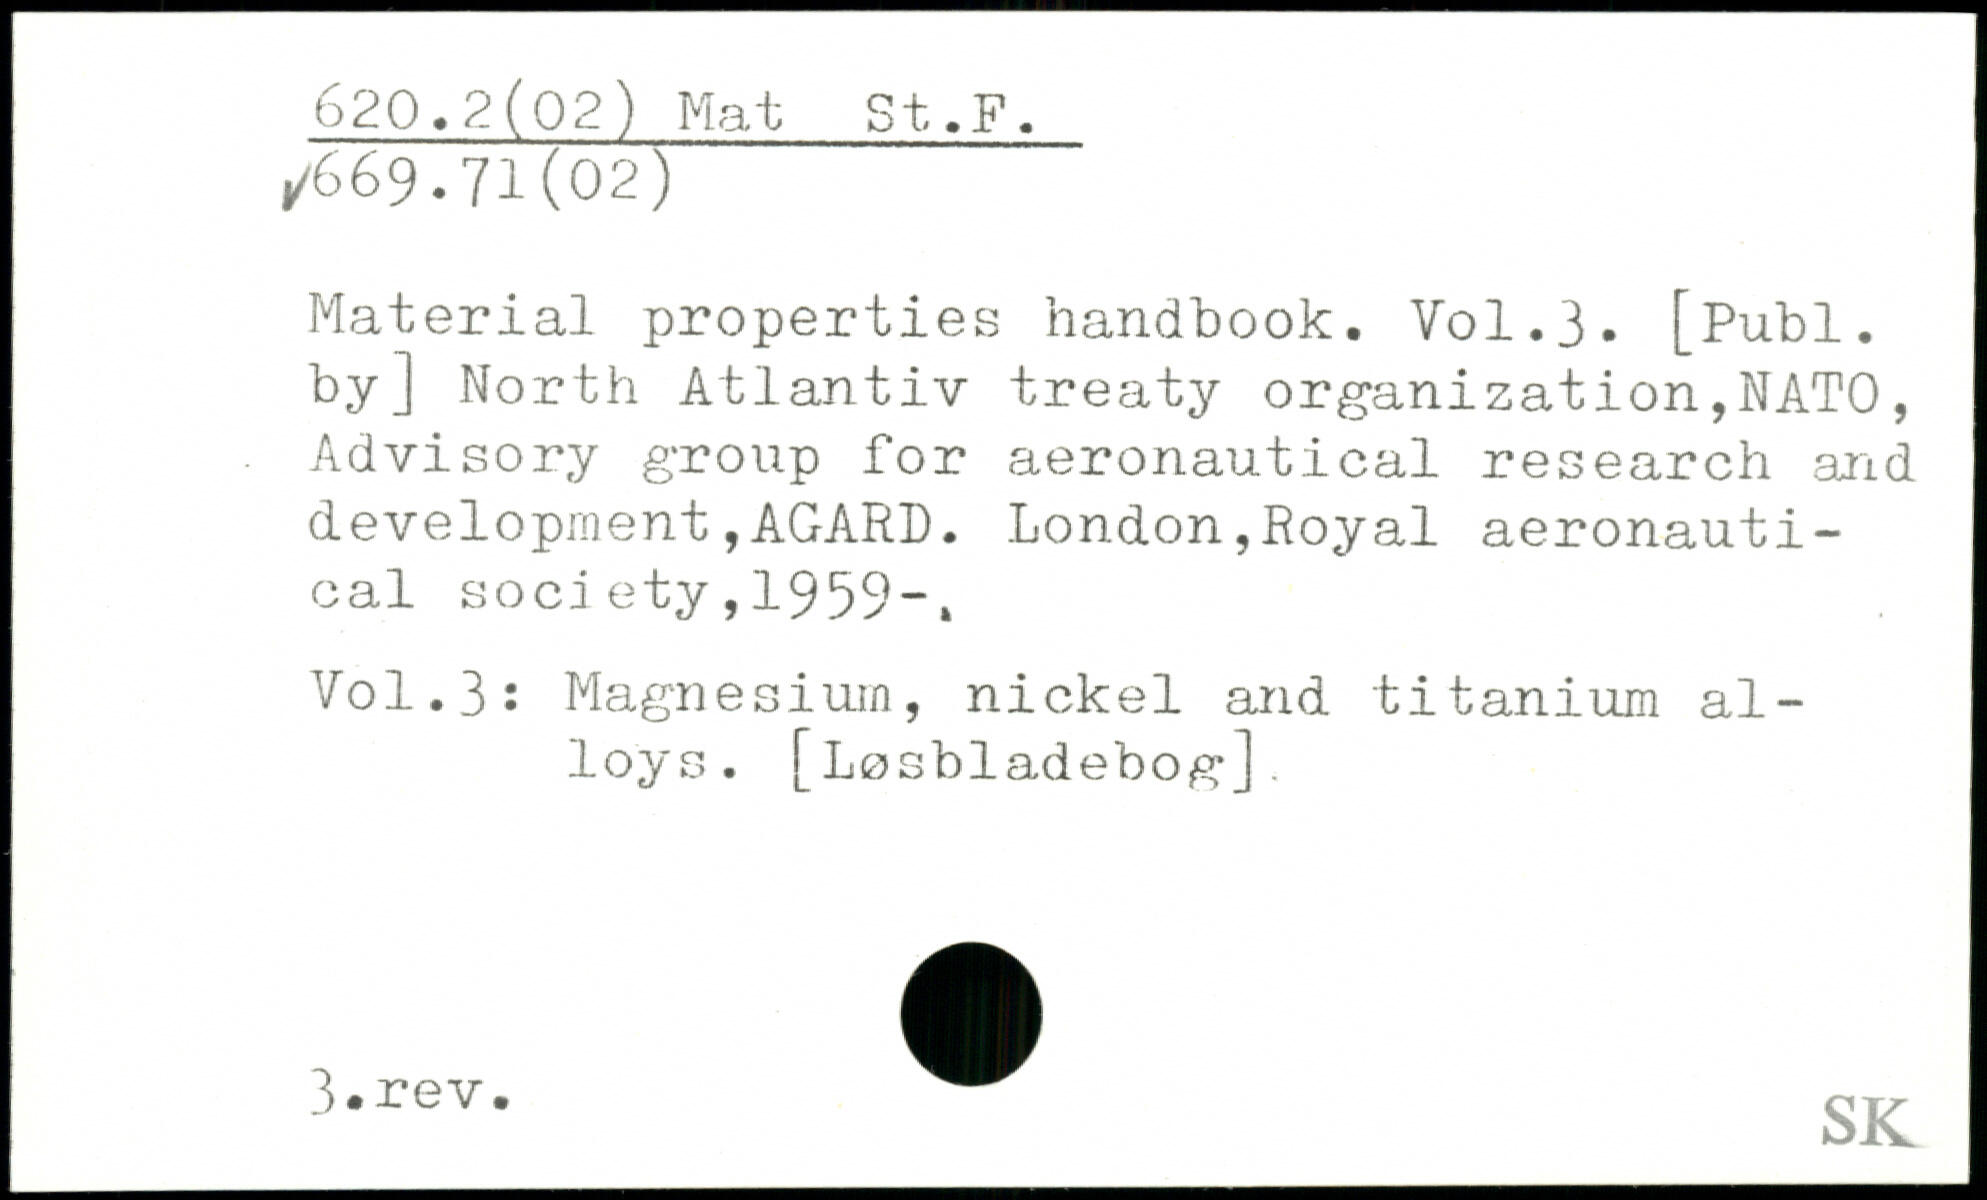 620.2(02) Mat  St.F.
669.71(02)
Material properties handbook. Vol.3. [Publ.
by] North Atlantiv treaty organization,NATO,
Advisory group for aeronautical research and
development,AGARD. London,Royal aeronauti-
cal society,1959-.
Vol.3: Magnesium, nickel and titanium al-
loys. [Løsbladebog].
3.rev.
SK